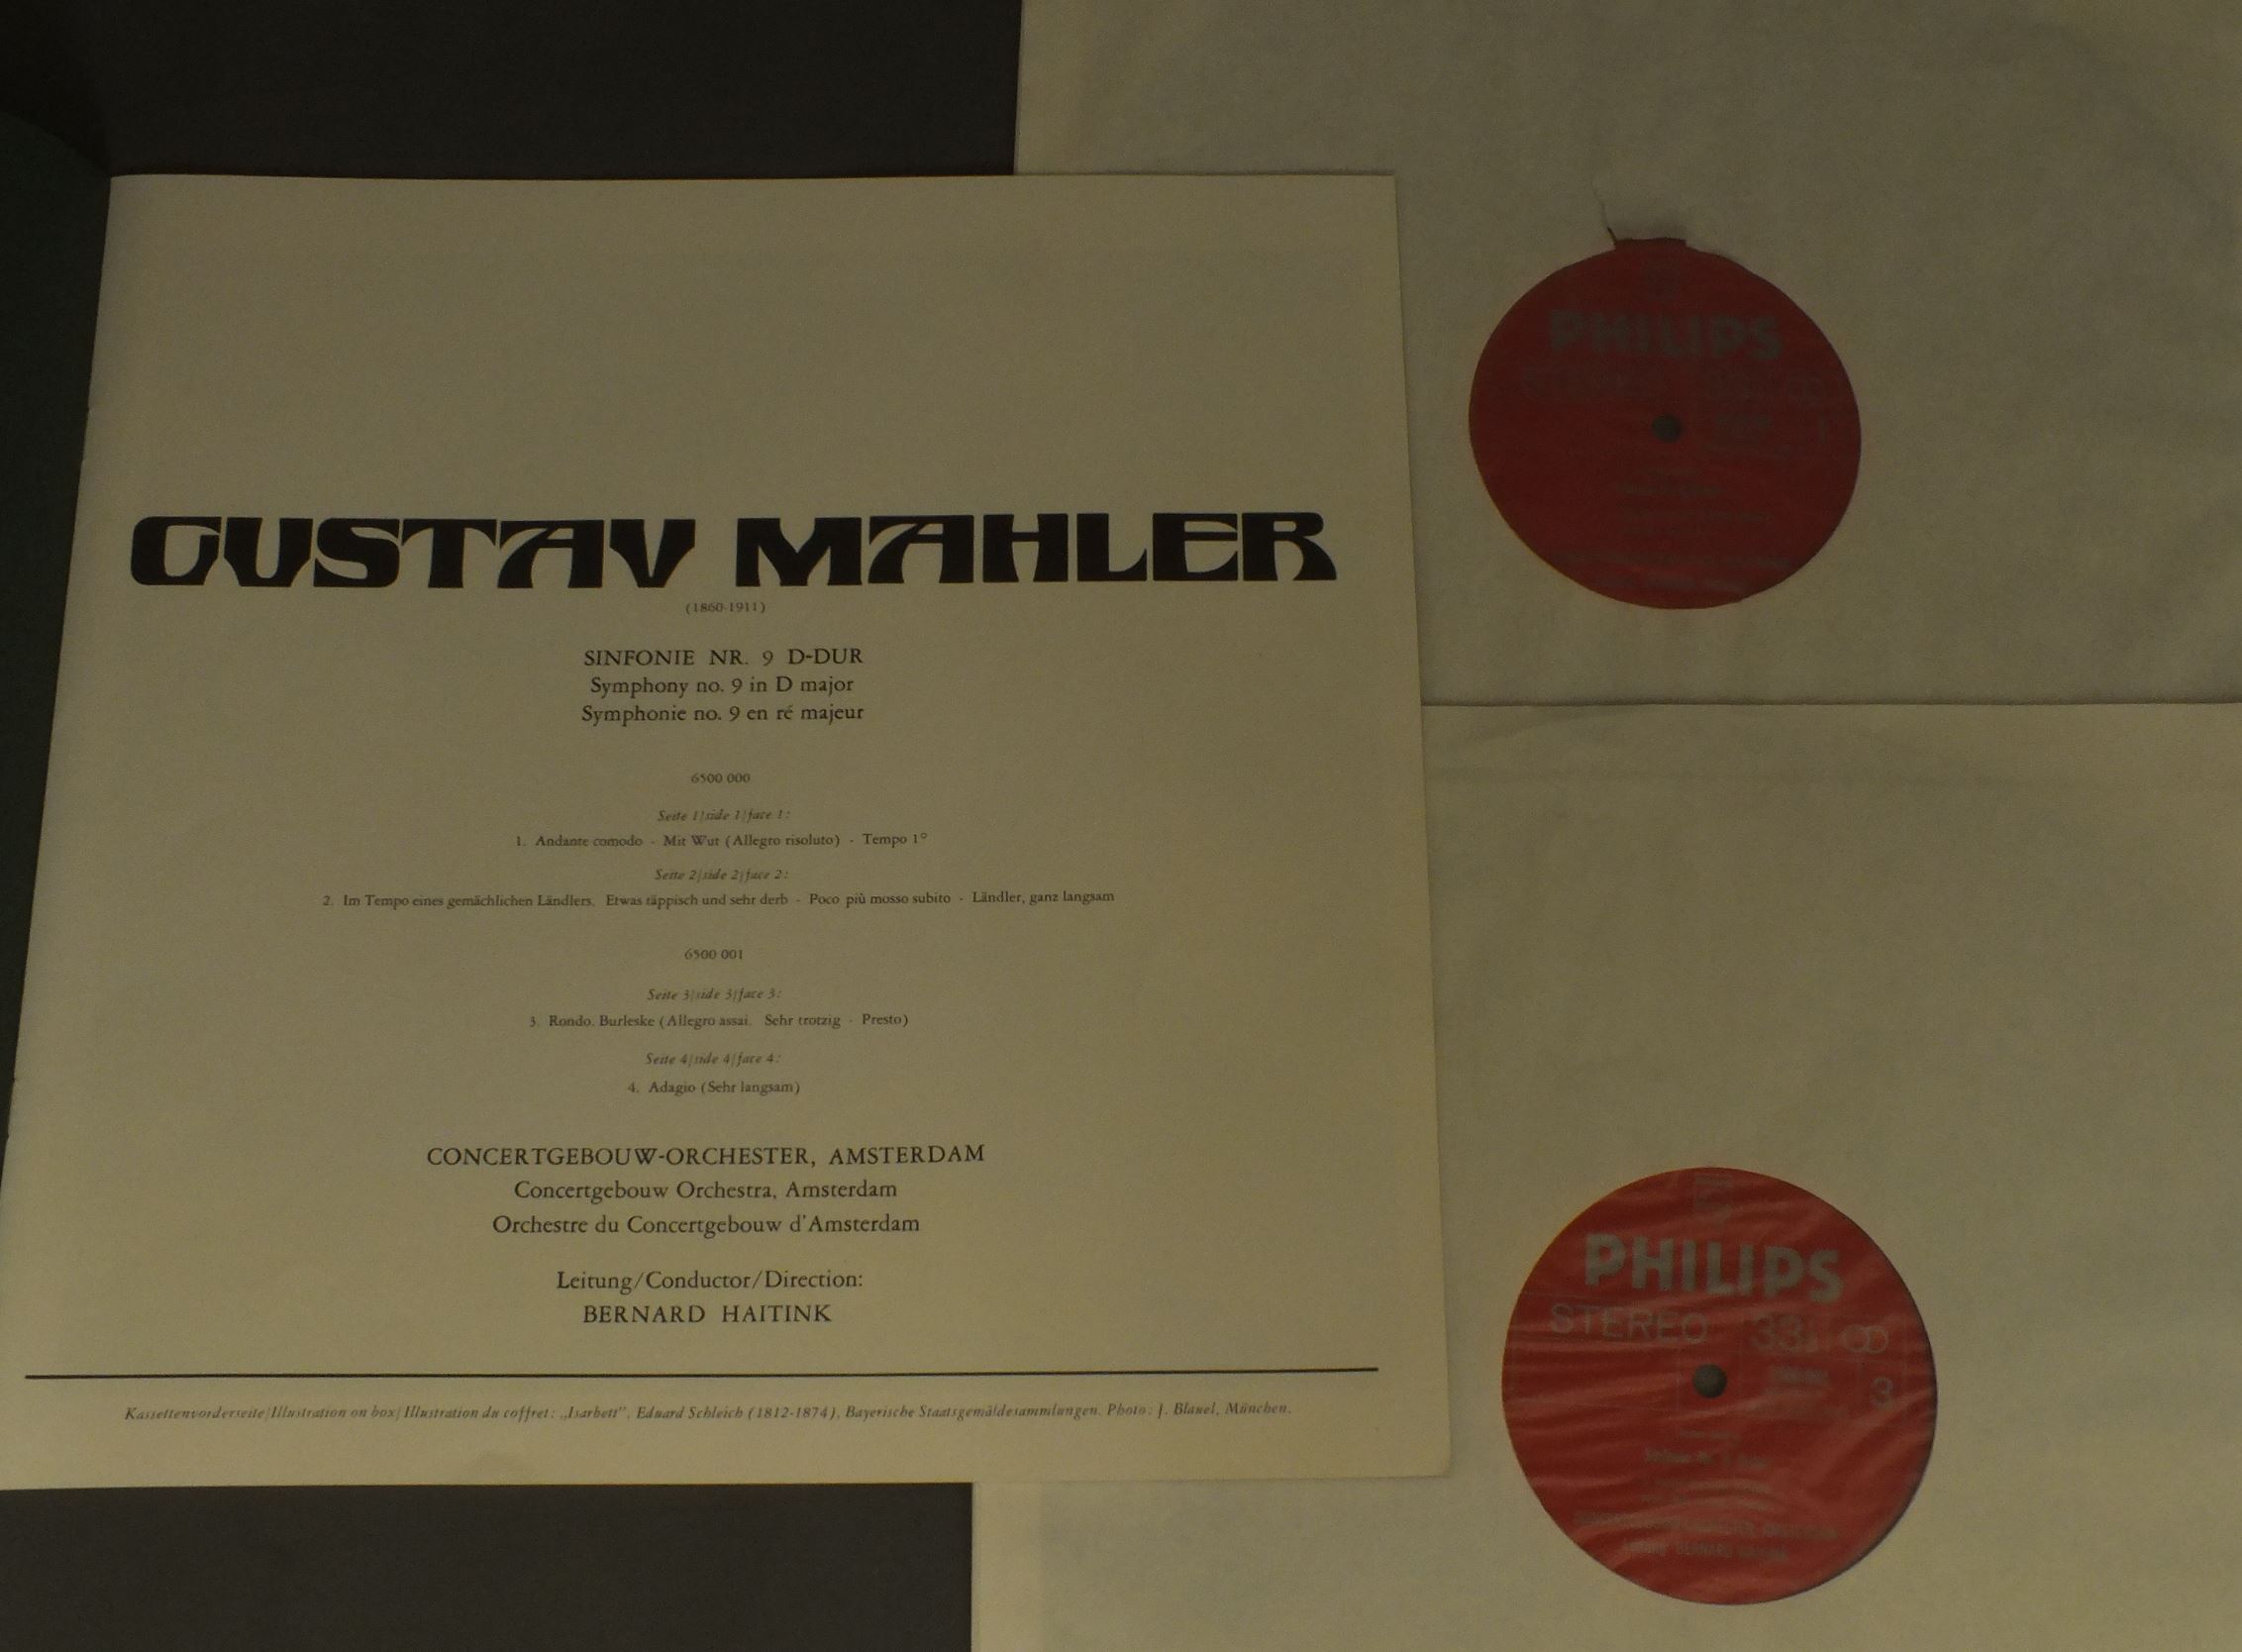 GUSTAV MAHLER
(1860-1911)
SINFONIE NR. 9 D-DUR
Symphony no. 9 in D major
Symphonie no. 9 en ré majeur
6500 000
Seite 1/side 1/face 1:
1. Andante comodo - Mit Wut (Allegro risoluto) - Tempo 1°
Seite 2/side 2/face 2:
2. Im Tempo eines gemächlichen Ländlers. Etwas täppisch und sehr derb - Poco più mosso subito - Ländler, ganz langsam
6500 001
Seite 3/side 3/face 3:
3. Rondo. Burleske (Allegro assai. Sehr trotzig - Presto)
Seite 4/side 4/face 4:
4. Adagio (Sehr langsam)
CONCERTGEBOUW-ORCHESTER, AMSTERDAM
Concertgebouw Orchestra, Amsterdam
Orchestre du Concertgebouw d'Amsterdam
Leitung/Conductor/Direction:
BERNARD HAITINK
Kassettenvorderseite/Illustration on box/Illustration du coffret: „Isarbett", Eduard Schleich (1812-1874), Bayerische Staatsgemäldesammlungen. Photo: J. Blauel, München.
PHILIPS
PHILIPS
STEREO 33
3